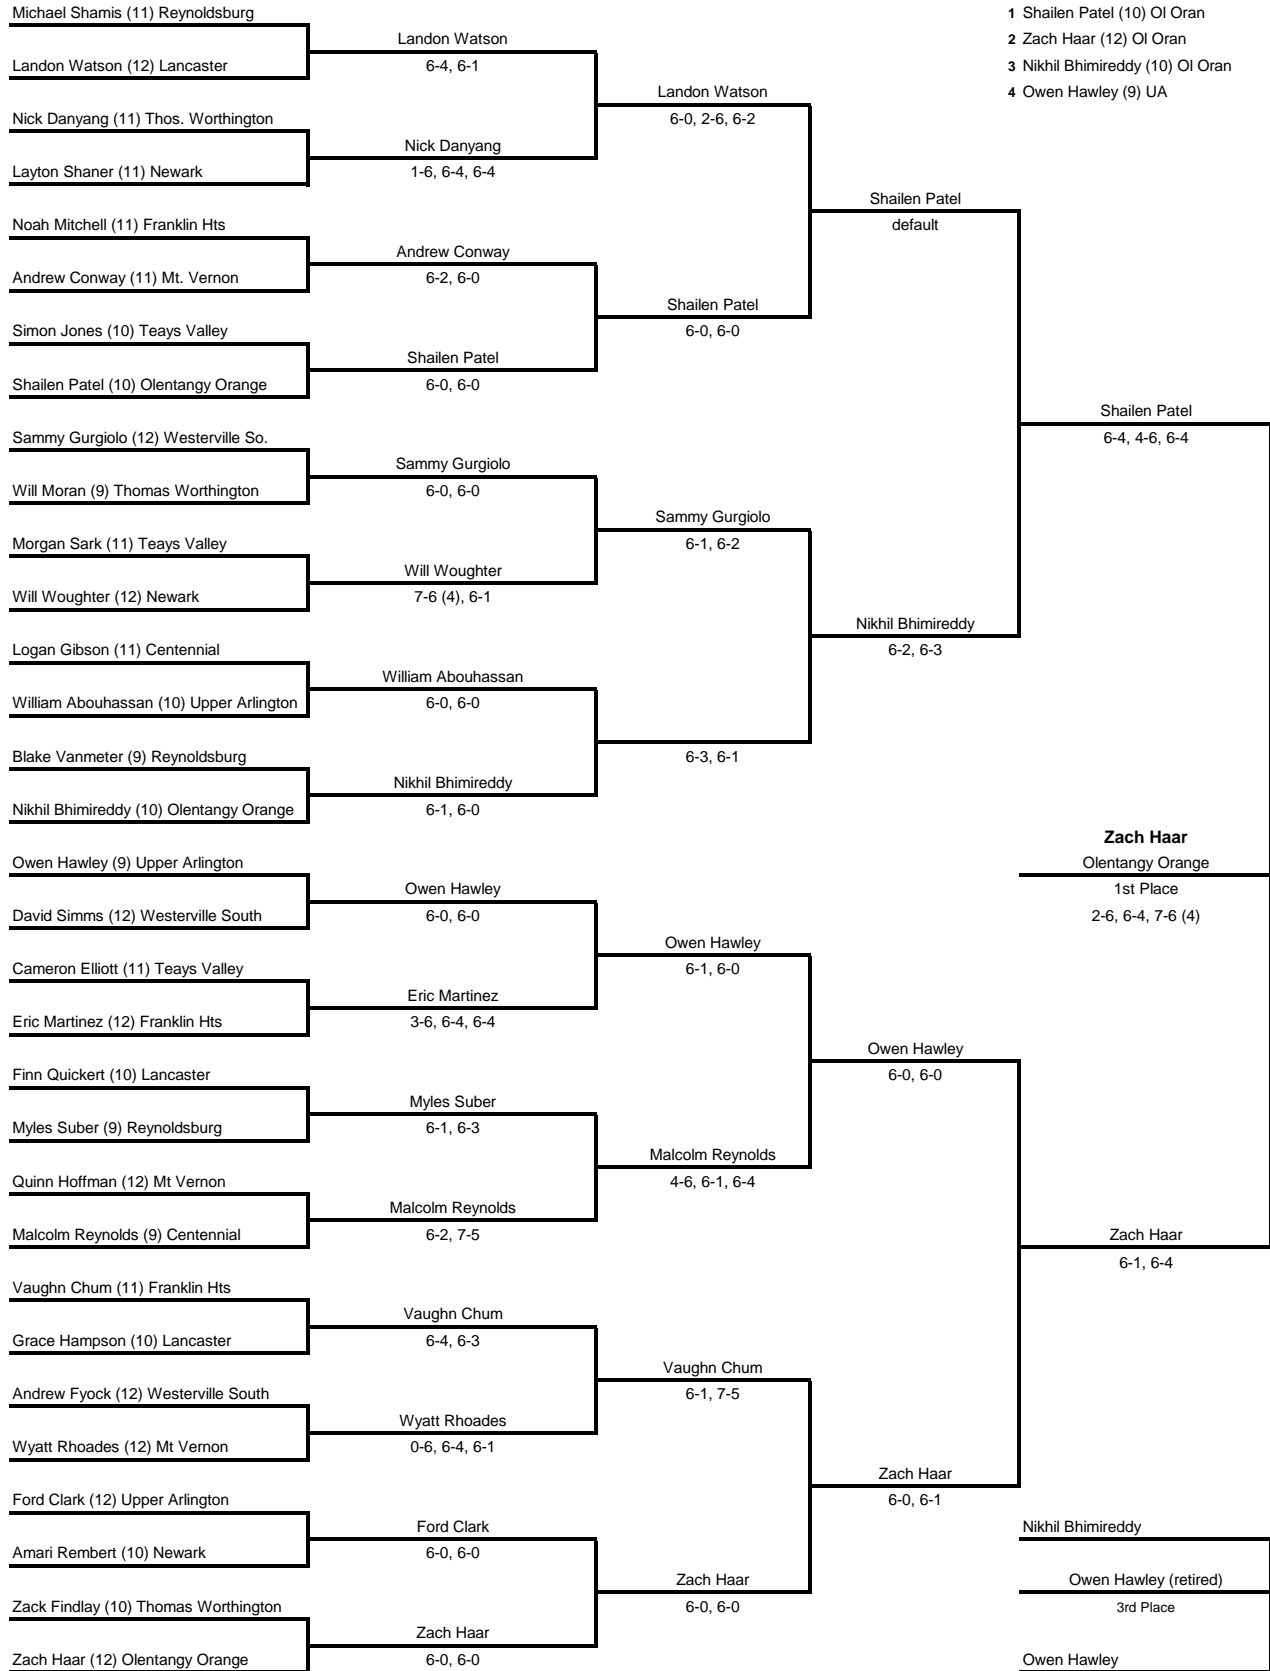 Michael Shamis (11) Reynoldsburg
1 Shailen Patel (10) Ol Oran
Landon Watson
2 Zach Haar (12) Ol Oran
Landon Watson (12) Lancaster
6-4, 6-1
3 Nikhil Bhimireddy (10) Ol Oran
Landon Watson
4 Owen Hawley (9) UA
Nick Danyang (11) Thos. Worthington
6-0, 2-6, 6-2
Nick Danyang
Layton Shaner (11) Newark
1-6, 6-4, 6-4
Shailen Patel
Noah Mitchell (11) Franklin Hts
default
Andrew Conway
Andrew Conway (11) Mt. Vernon
6-2, 6-0
Shailen Patel
Simon Jones (10) Teays Valley
6-0, 6-0
Shailen Patel
Shailen Patel (10) Olentangy Orange
6-0, 6-0
Shailen Patel
Sammy Gurgiolo (12) Westerville So.
6-4, 4-6, 6-4
Sammy Gurgiolo
Will Moran (9) Thomas Worthington
6-0, 6-0
Sammy Gurgiolo
Morgan Sark (11) Teays Valley
6-1, 6-2
Will Woughter
Will Woughter (12) Newark
7-6 (4), 6-1
Nikhil Bhimireddy
Logan Gibson (11) Centennial
6-2, 6-3
William Abouhassan
William Abouhassan (10) Upper Arlington
6-0, 6-0
Blake Vanmeter (9) Reynoldsburg
6-3, 6-1
Nikhil Bhimireddy
Nikhil Bhimireddy (10) Olentangy Orange
6-1, 6-0
Zach Haar
Owen Hawley (9) Upper Arlington
Olentangy Orange
Owen Hawley
1st Place
David Simms (12) Westerville South
6-0, 6-0
2-6, 6-4, 7-6 (4)
Owen Hawley
Cameron Elliott (11) Teays Valley
6-1, 6-0
Eric Martinez
Eric Martinez (12) Franklin Hts
3-6, 6-4, 6-4
Owen Hawley
Finn Quickert (10) Lancaster
6-0, 6-0
Myles Suber
Myles Suber (9) Reynoldsburg
6-1, 6-3
Malcolm Reynolds
Quinn Hoffman (12) Mt Vernon
4-6, 6-1, 6-4
Malcolm Reynolds
Malcolm Reynolds (9) Centennial
6-2, 7-5
Zach Haar
6-1, 6-4
Vaughn Chum (11) Franklin Hts
Vaughn Chum
Grace Hampson (10) Lancaster
6-4, 6-3
Vaughn Chum
Andrew Fyock (12) Westerville South
6-1, 7-5
Wyatt Rhoades
Wyatt Rhoades (12) Mt Vernon
0-6, 6-4, 6-1
Zach Haar
Ford Clark (12) Upper Arlington
6-0, 6-1
Ford Clark
Nikhil Bhimireddy
Amari Rembert (10) Newark
6-0, 6-0
Zach Haar
Owen Hawley (retired)
Zack Findlay (10) Thomas Worthington
6-0, 6-0
3rd Place
Zach Haar
Zach Haar (12) Olentangy Orange
6-0, 6-0
Owen Hawley